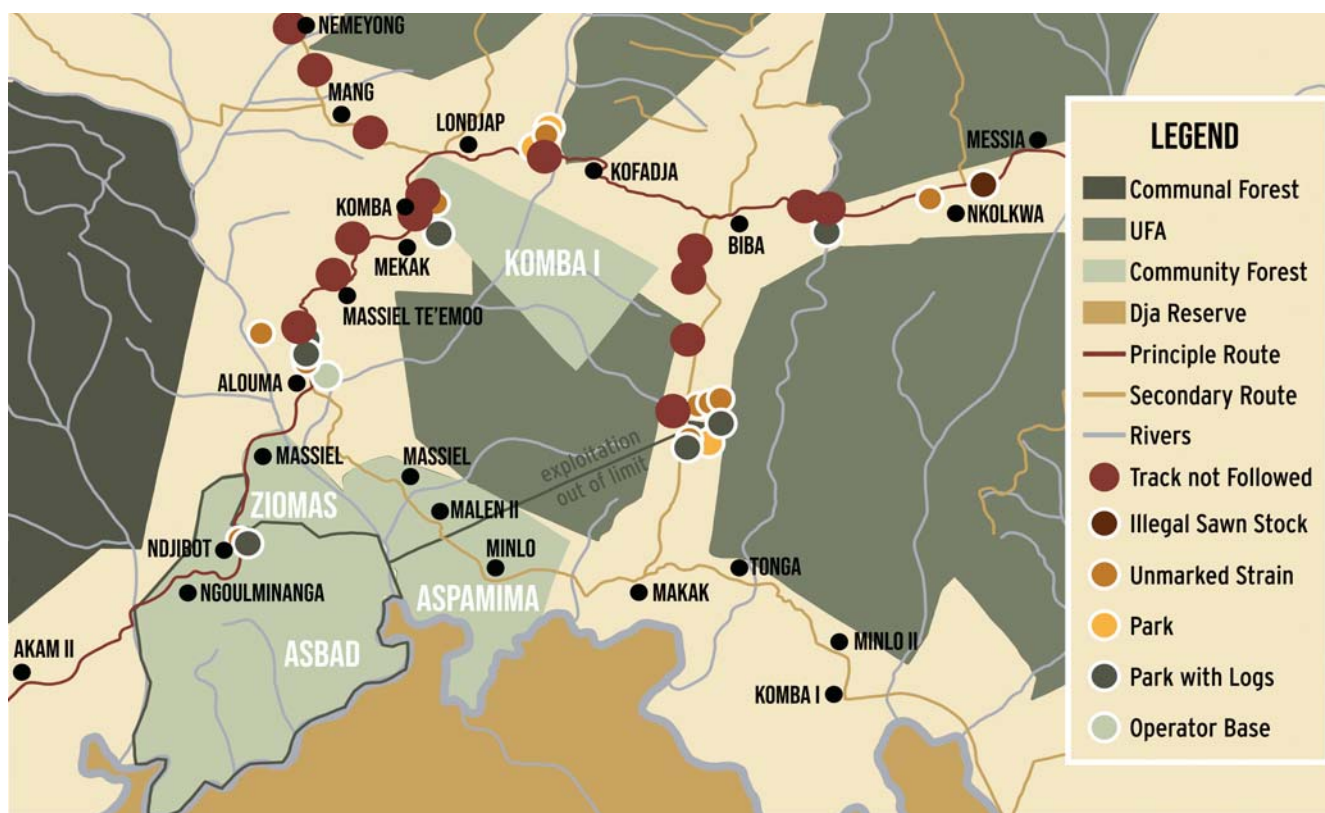 NEMEYONG
MANG
LONDJAP
MESSIA
KOFADJA
KOMBA
NKOLKWA
BIBA
MEKAK
KOMBA I
MASSIEL TE'EMOO
ALOUMA
MASSIEL
MASSIEL
exploitation
out of limit
ZIOMAS
MALEN II
NDJIBOT
MINLO
TONGA
NGOULMINANGA
ASPAMIMA
MAKAK
ASBAD
MINLO II
AKAM II
KOMBA I
LEGEND
Communal Forest
UFA
Community Forest
Dja Reserve
Principle Route
Secondary Route
Rivers
Track not Followed
Illegal Sawn Stock
Unmarked Strain
Park
Park with Logs
Operator Base